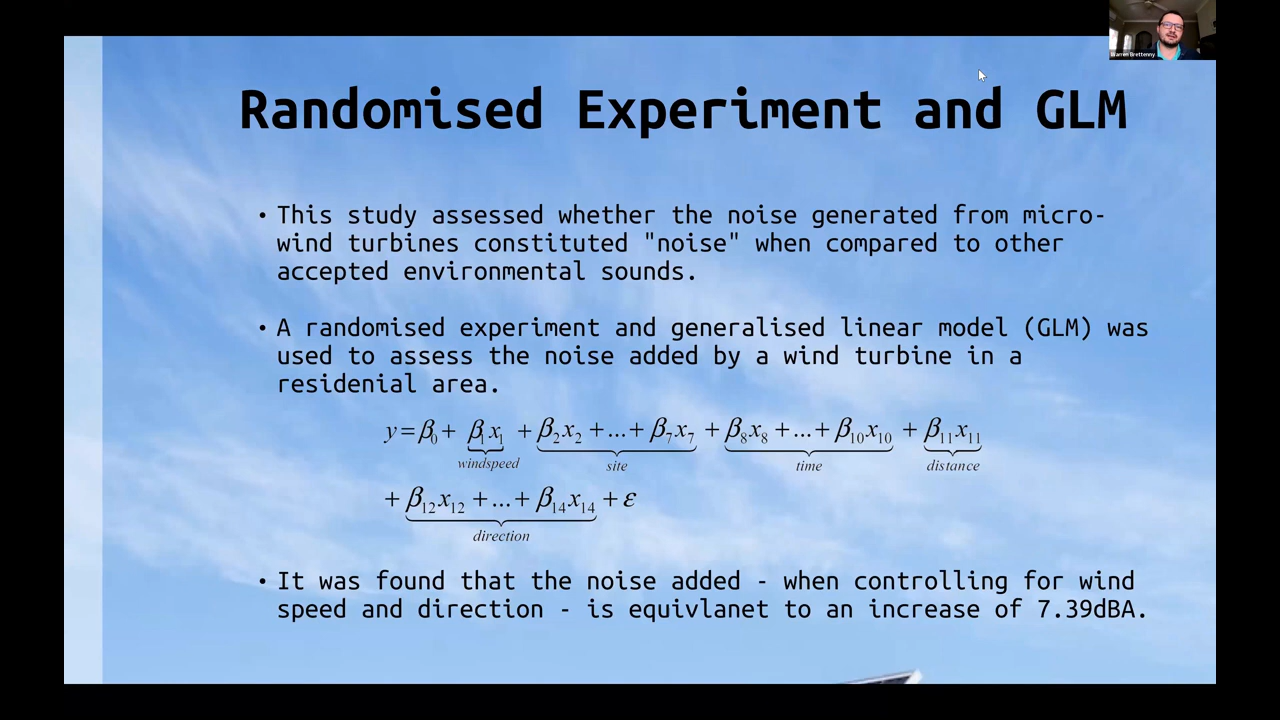 Warren Brettenny
Randomised Experiment and GLM
• This study assessed whether the noise generated from micro-
wind turbines constituted "noise" when compared to other
accepted environmental sounds.
• A randomised experiment and generalised linear model (GLM) was
used to assess the noise added by a wind turbine in a
residenial area.
y = β₀ + β₁x₁ + β₂x₂ + ... + β₇x₇ + β₈x₈ + ... + β₁₀x₁₀ + β₁₁x₁₁
windspeed site time distance
+ β₁₂x₁₂ + ... + β₁₄x₁₄ + ε
direction
• It was found that the noise added - when controlling for wind
speed and direction - is equivlanet to an increase of 7.39dBA.